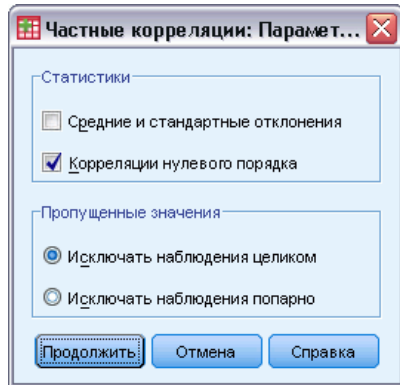 Частные корреляции: Парамет...
Статистики
Средние и стандартные отклонения
Корреляции нулевого порядка
Пропущенные значения
Исключать наблюдения целиком
Исключать наблюдения попарно
Продолжить Отмена Справка